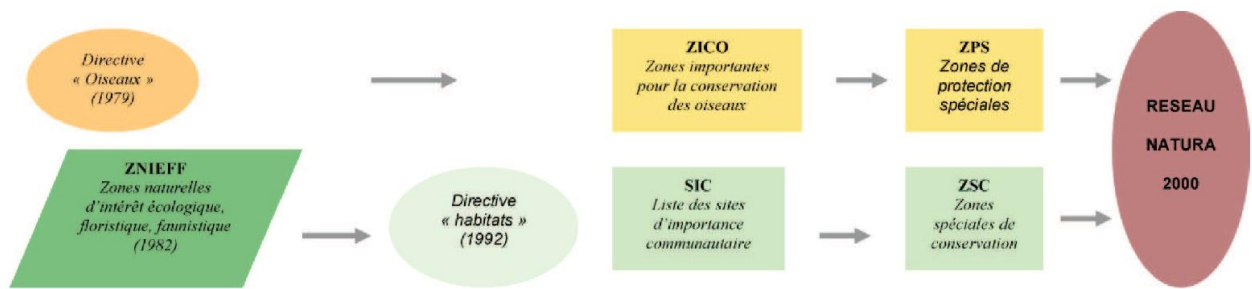 Directive
« Oiseaux »
(1979)
ZICO
Zones importantes
pour la conservation
des oiseaux
ZPS
Zones de
protection
spéciales
RESEAU
NATURA
2000
ZNIEFF
Zones naturelles
d'intérêt écologique,
floristique, faunistique
(1982)
Directive
« habitats »
(1992)
SIC
Liste des sites
d'importance
communautaire
ZSC
Zones
spéciales de
conservation